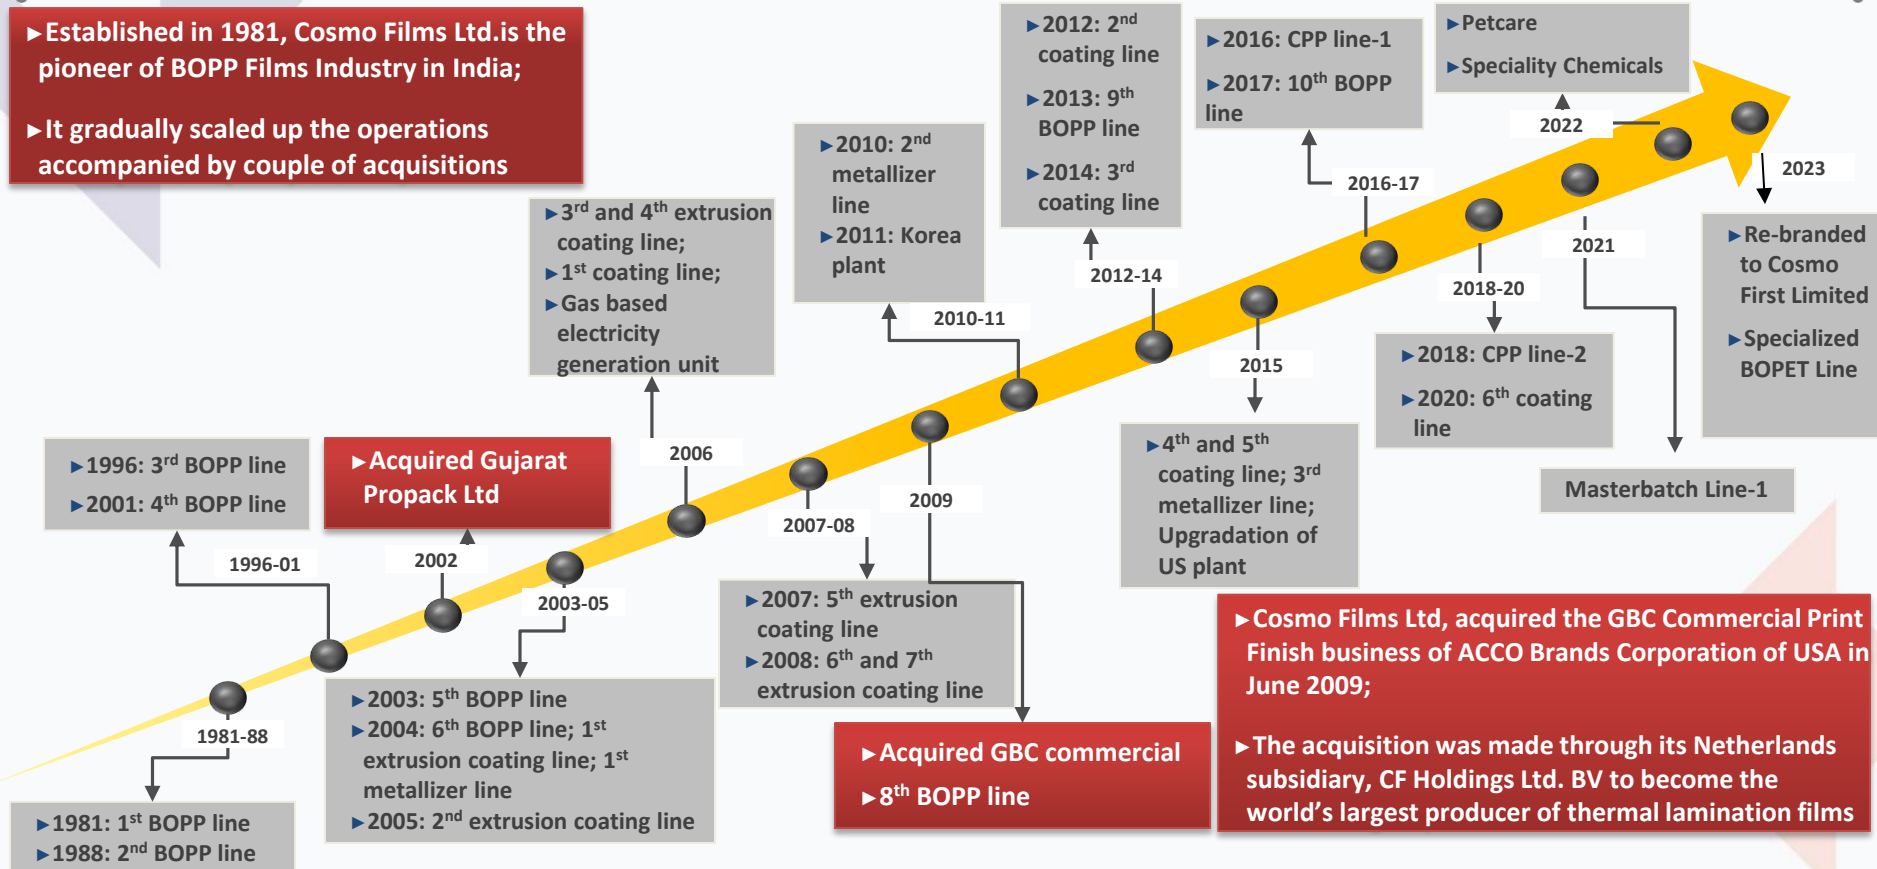 ►Established in 1981, Cosmo Films Ltd.is the
pioneer of BOPP Films Industry in India;
►It gradually scaled up the operations
accompanied by couple of acquisitions
►3rd and 4th extrusion
coating line;
►1st coating line;
►Gas based
electricity
generation unit
►2010: 2nd
metallizer
line
►2011: Korea
plant
►2012: 2nd
coating line
►2013: 9th
BOPP line
►2014: 3rd
coating line
►2016: CPP line-1
►2017: 10th BOPP
line
►Petcare
►Speciality Chemicals
2022
2023
2016-17
2021
2012-14
2018-20
2010-11
2015
►Re-branded
to Cosmo
First Limited
►Specialized
BOPET Line
►2018: CPP line-2
►2020: 6th coating
line
►1996: 3rd BOPP line
►2001: 4th BOPP line
►Acquired Gujarat
Propack Ltd
2006
2009
2007-08
►4th and 5th
coating line; 3rd
metallizer line;
Upgradation of
US plant
Masterbatch Line-1
1996-01
2002
2003-05
►2007: 5th extrusion
coating line
►2008: 6th and 7th
extrusion coating line
►Cosmo Films Ltd, acquired the GBC Commercial Print
Finish business of ACCO Brands Corporation of USA in
June 2009;
►The acquisition was made through its Netherlands
subsidiary, CF Holdings Ltd. BV to become the
world's largest producer of thermal lamination films
1981-88
►2003: 5th BOPP line
►2004: 6th BOPP line; 1st
extrusion coating line; 1st
metallizer line
►2005: 2nd extrusion coating line
►Acquired GBC commercial
►8th BOPP line
►1981: 1st BOPP line
►1988: 2nd BOPP line